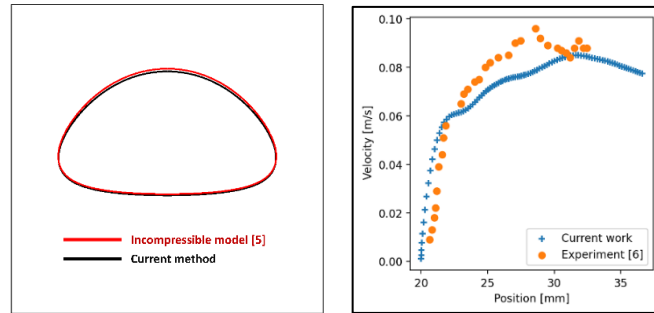 Incompressible model [5]
Current method
0.10
0.08
0.06
0.04
0.02
0.00
Velocity [m/s]
Current work
Experiment [6]
20
25
30
35
Position [mm]